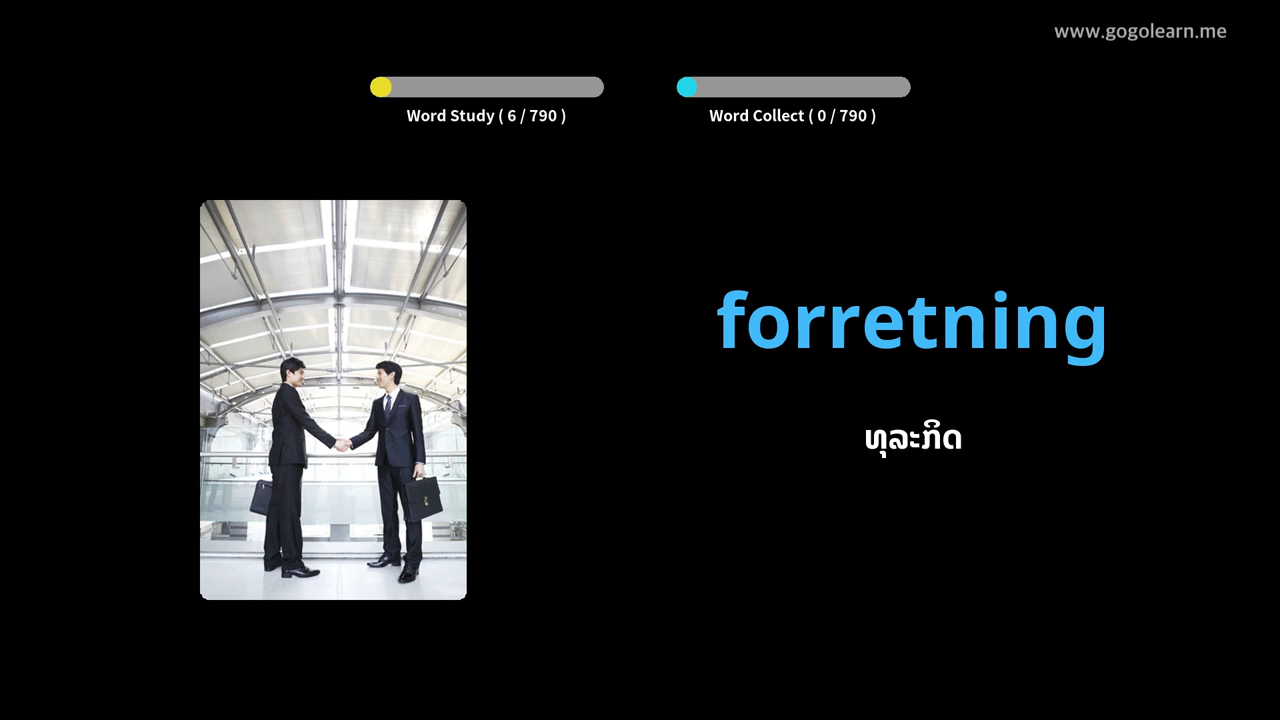 www.gogolearn.me
Word Study ( 6 / 790 )
Word Collect ( 0 / 790 )
forretning
ທຸລະກິດ